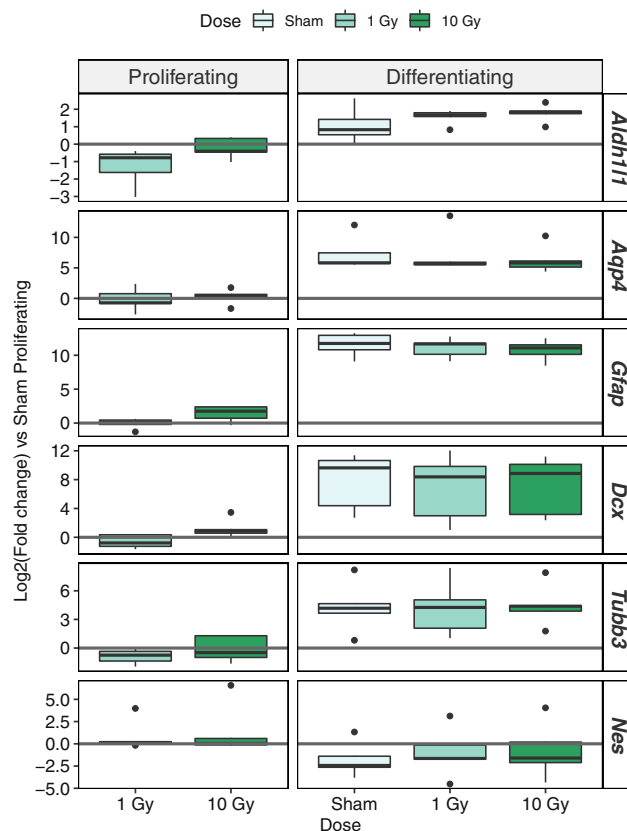 Dose Sham 1 Gy 10 Gy
Proliferating Differentiating
2
1
0
−1
−2
−3
Aldh1l1
10
5
0
Aqp4
10
5
0
Gfap
12
8
4
0
Dcx
6
3
0
Tubb3
5.0
2.5
0.0
−2.5
−5.0
Nes
Log2(Fold change) vs Sham Proliferating
1 Gy 10 Gy Sham 1 Gy 10 Gy
Dose